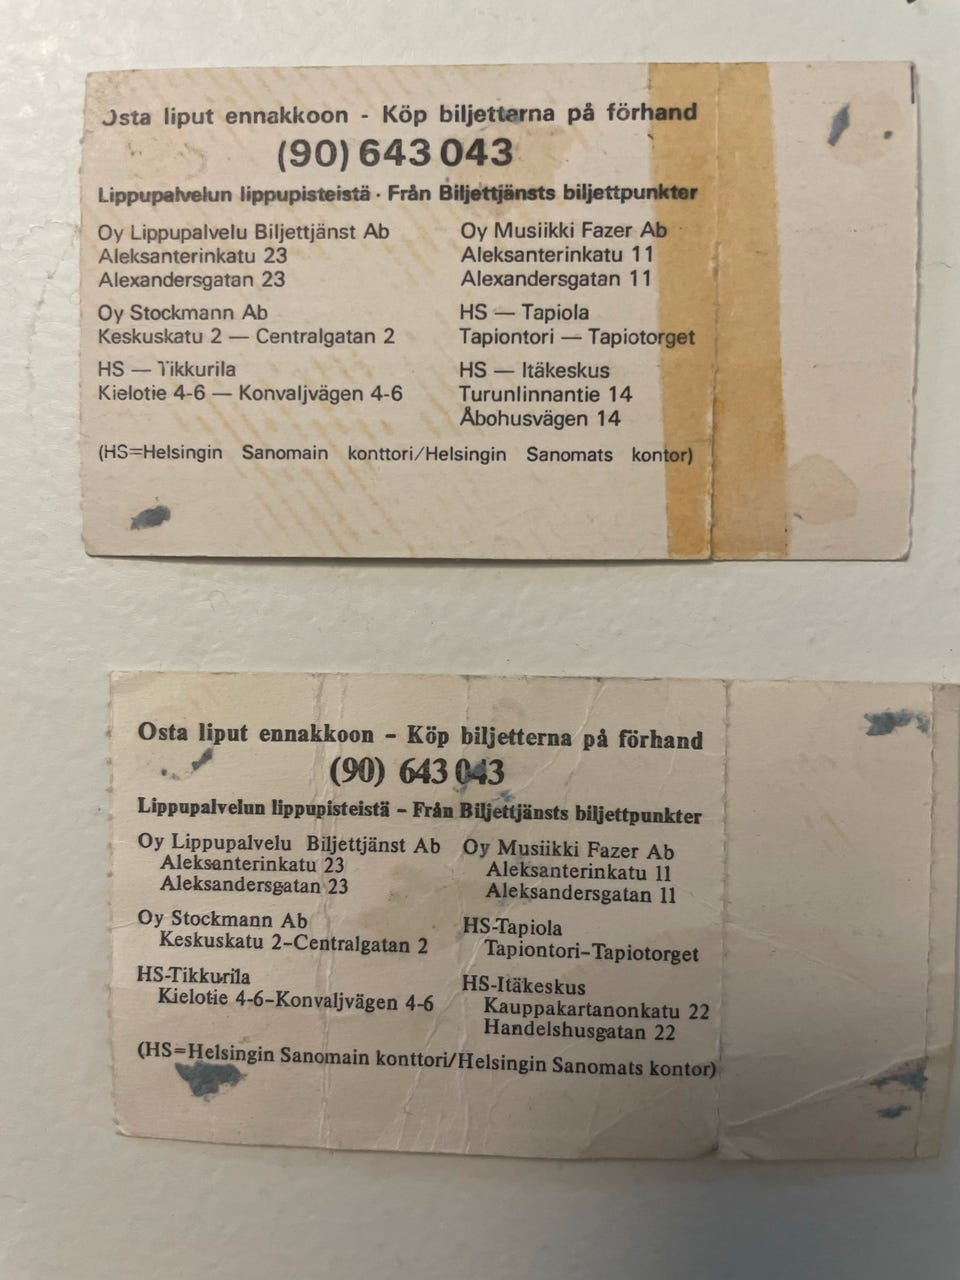 Osta liput ennakkoon - Köp biljetterna på förhand
(90) 643 043
Lippupalvelun lippupisteistä · Från Biljettjänsts biljettpunkter
Oy Lippupalvelu Biljettjänst Ab
Aleksanterinkatu 23
Alexandersgatan 23
Oy Stockmann Ab
Keskuskatu 2 — Centralgatan 2
HS — Tikkurila
Kielotie 4-6 — Konvaljvägen 4-6
Oy Musiikki Fazer Ab
Aleksanterinkatu 11
Alexandersgatan 11
HS — Tapiola
Tapiontori — Tapiotorget
HS — Itäkeskus
Turunlinnantie 14
Åbohusvägen 14
(HS=Helsingin Sanomain konttori/Helsingin Sanomats kontor)
Osta liput ennakkoon - Köp biljetterna på förhand
(90) 643 043
Lippupalvelun lippupisteistä - Från Biljettjänsts biljettpunkter
Oy Lippupalvelu Biljettjänst Ab
Aleksanterinkatu 23
Aleksandersgatan 23
Oy Stockmann Ab
Keskuskatu 2-Centralgatan 2
HS-Tikkurila
Kielotie 4-6-Konvaljvägen 4-6
Oy Musiikki Fazer Ab
Aleksanterinkatu 11
Aleksandersgatan 11
HS-Tapiola
Tapiontori-Tapiotorget
HS-Itäkeskus
Kauppakartanonkatu 22
Handelshusgatan 22
(HS=Helsingin Sanomain konttori/Helsingin Sanomats kontor)